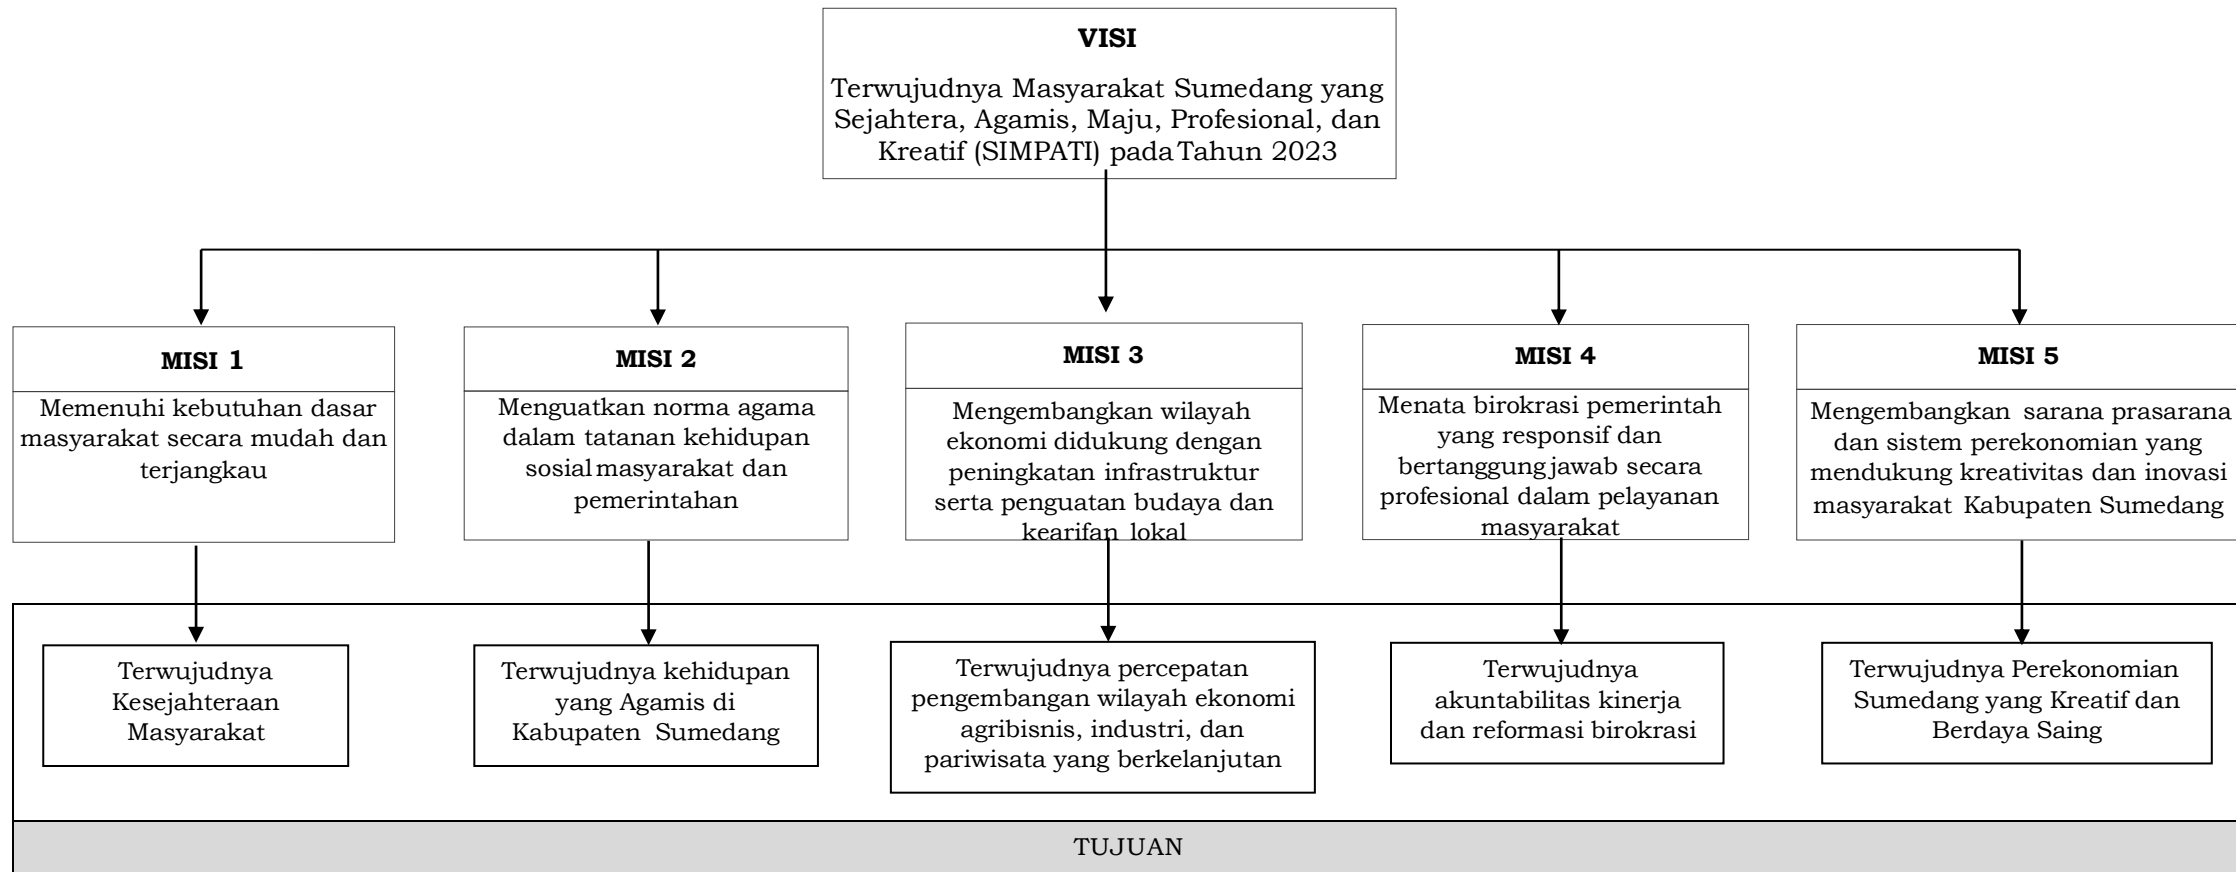 VISI
Terwujudnya Masyarakat Sumedang yang
Sejahtera, Agamis, Maju, Profesional, dan
Kreatif (SIMPATI) pada Tahun 2023
MISI 1
Memenuhi kebutuhan dasar
masyarakat secara mudah dan
terjangkau
MISI 2
Menguatkan norma agama
dalam tatanan kehidupan
sosial masyarakat dan
pemerintahan
MISI 3
Mengembangkan wilayah
ekonomi didukung dengan
peningkatan infrastruktur
serta penguatan budaya dan
kearifan lokal
MISI 4
Menata birokrasi pemerintah
yang responsif dan
bertanggung jawab secara
profesional dalam pelayanan
masyarakat
MISI 5
Mengembangkan sarana prasarana
dan sistem perekonomian yang
mendukung kreativitas dan inovasi
masyarakat Kabupaten Sumedang
Terwujudnya
Kesejahteraan
Masyarakat
Terwujudnya kehidupan
yang Agamis di
Kabupaten Sumedang
Terwujudnya percepatan
pengembangan wilayah ekonomi
agribisnis, industri, dan
pariwisata yang berkelanjutan
Terwujudnya
akuntabilitas kinerja
dan reformasi birokrasi
Terwujudnya Perekonomian
Sumedang yang Kreatif dan
Berdaya Saing
TUJUAN